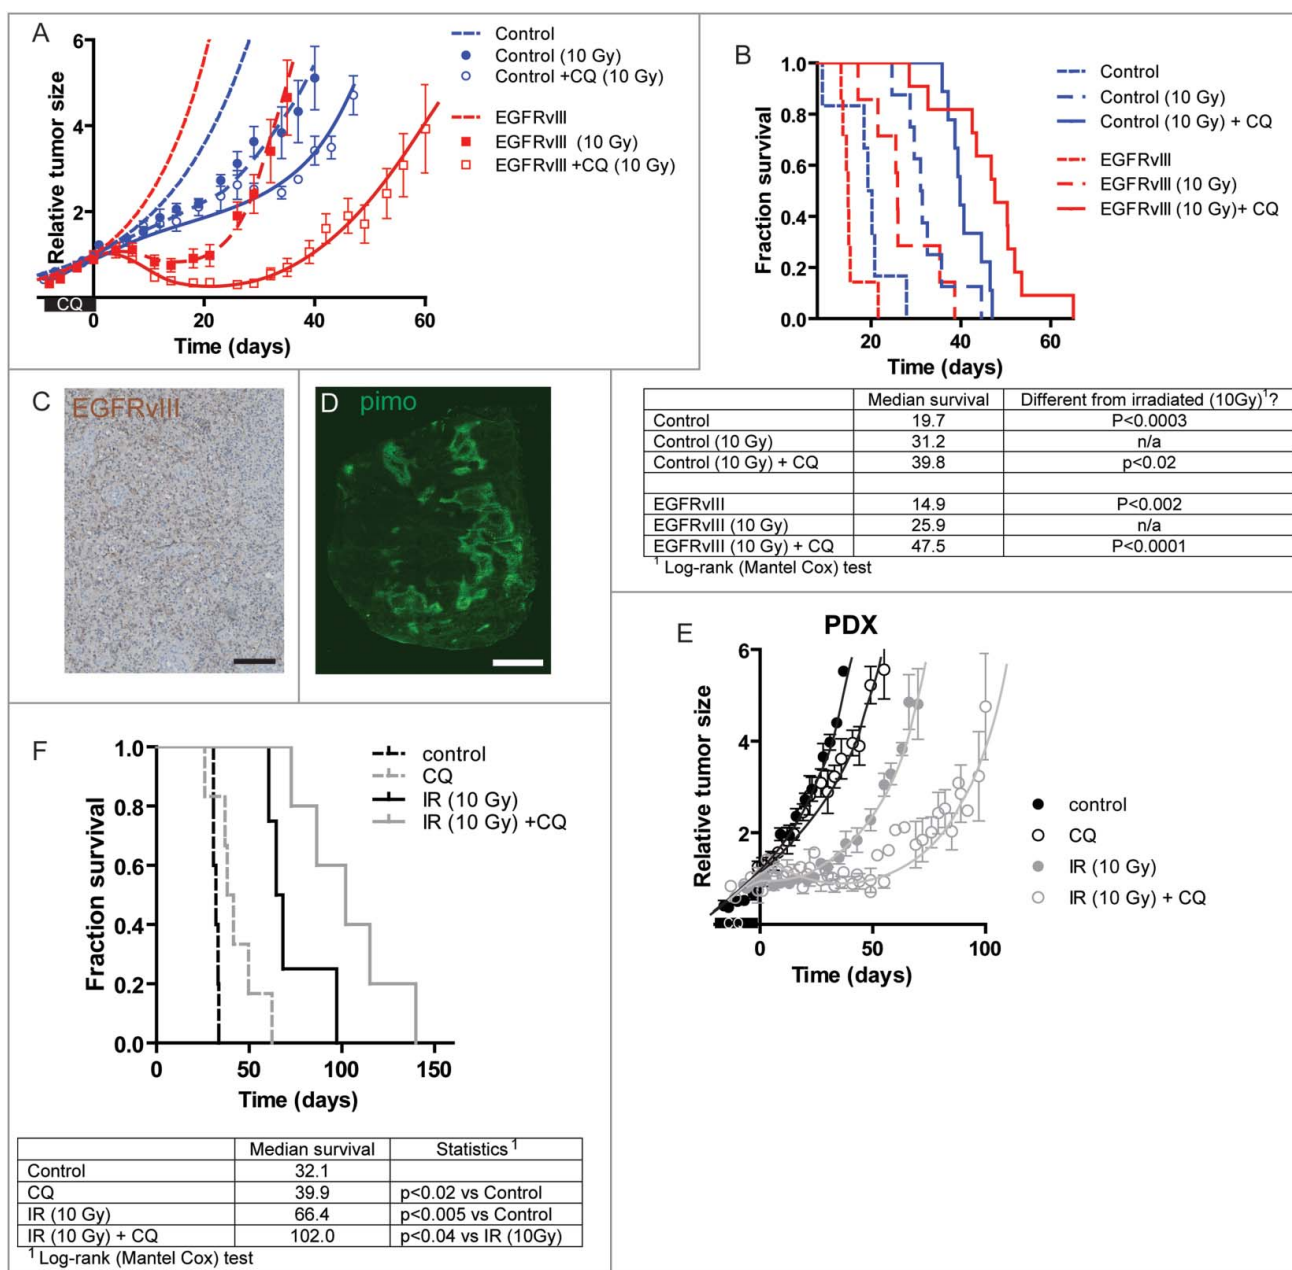 A
Relative tumor size
6
4
2
CQ
0 20 40 60
Time (days)
Control
Control (10 Gy)
Control +CQ (10 Gy)
EGFRvIII
EGFRvIII (10 Gy)
EGFRvIII +CQ (10 Gy)
B
Fraction survival
1.0
0.8
0.6
0.4
0.2
0.0
20 40 60
Time (days)
Control
Control (10 Gy)
Control (10 Gy) + CQ
EGFRvIII
EGFRvIII (10 Gy)
EGFRvIII (10 Gy)+ CQ
Median survival Different from irradiated (10Gy)¹?
Control 19.7 P<0.0003
Control (10 Gy) 31.2 n/a
Control (10 Gy) + CQ 39.8 p<0.02
EGFRvIII 14.9 P<0.002
EGFRvIII (10 Gy) 25.9 n/a
EGFRvIII (10 Gy) + CQ 47.5 P<0.0001
¹ Log-rank (Mantel Cox) test
C
EGFRvIII
D
pimo
E
PDX
Relative tumor size
6
4
2
0 50 100
Time (days)
control
CQ
IR (10 Gy)
IR (10 Gy) + CQ
F
Fraction survival
1.0
0.8
0.6
0.4
0.2
0.0
0 50 100 150
Time (days)
control
CQ
IR (10 Gy)
IR (10 Gy) +CQ
Median survival Statistics ¹
Control 32.1
CQ 39.9 p<0.02 vs Control
IR (10 Gy) 66.4 p<0.005 vs Control
IR (10 Gy) + CQ 102.0 p<0.04 vs IR (10Gy)
¹ Log-rank (Mantel Cox) test